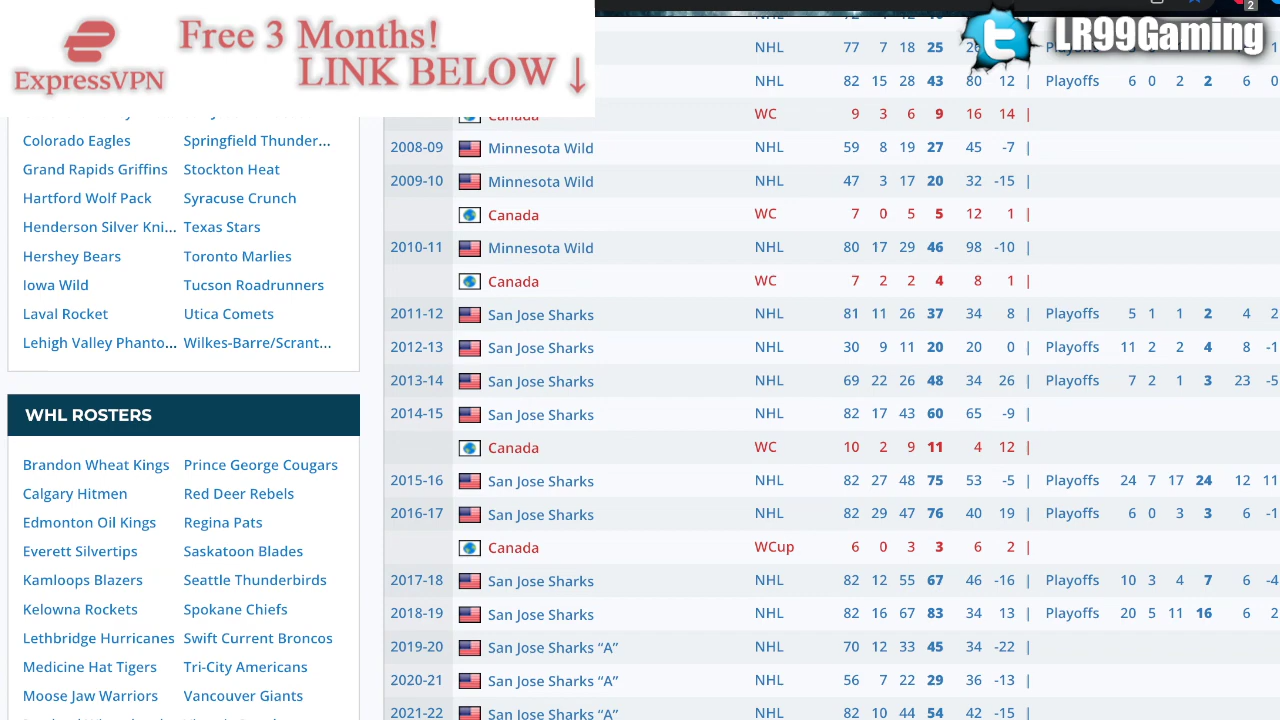 Free 3 Months!
LINK BELOW ↓
ExpressVPN
LR99Gaming
2
NHL 77 7 18 25
NHL 82 15 28 43 80 12 | Playoffs 6 0 2 2 6 0
Canada WC 9 3 6 9 16 14 |
2008-09 Minnesota Wild NHL 59 8 19 27 45 -7 |
2009-10 Minnesota Wild NHL 47 3 17 20 32 -15 |
Canada WC 7 0 5 5 12 1 |
2010-11 Minnesota Wild NHL 80 17 29 46 98 -10 |
Canada WC 7 2 2 4 8 1 |
2011-12 San Jose Sharks NHL 81 11 26 37 34 8 | Playoffs 5 1 1 2 4 2
2012-13 San Jose Sharks NHL 30 9 11 20 20 0 | Playoffs 11 2 2 4 8 -1
2013-14 San Jose Sharks NHL 69 22 26 48 34 26 | Playoffs 7 2 1 3 23 -5
2014-15 San Jose Sharks NHL 82 17 43 60 65 -9 |
Canada WC 10 2 9 11 4 12 |
2015-16 San Jose Sharks NHL 82 27 48 75 53 -5 | Playoffs 24 7 17 24 12 11
2016-17 San Jose Sharks NHL 82 29 47 76 40 19 | Playoffs 6 0 3 3 6 -1
Canada WCup 6 0 3 3 6 2 |
2017-18 San Jose Sharks NHL 82 12 55 67 46 -16 | Playoffs 10 3 4 7 6 -4
2018-19 San Jose Sharks NHL 82 16 67 83 34 13 | Playoffs 20 5 11 16 6 2
2019-20 San Jose Sharks “A” NHL 70 12 33 45 34 -22 |
2020-21 San Jose Sharks “A” NHL 56 7 22 29 36 -13 |
2021-22 San Jose Sharks “A” NHL 82 10 44 54 42 -15 |
Colorado Eagles Springfield Thunder...
Grand Rapids Griffins Stockton Heat
Hartford Wolf Pack Syracuse Crunch
Henderson Silver Kni... Texas Stars
Hershey Bears Toronto Marlies
Iowa Wild Tucson Roadrunners
Laval Rocket Utica Comets
Lehigh Valley Phanto... Wilkes-Barre/Scrant...
WHL ROSTERS
Brandon Wheat Kings Prince George Cougars
Calgary Hitmen Red Deer Rebels
Edmonton Oil Kings Regina Pats
Everett Silvertips Saskatoon Blades
Kamloops Blazers Seattle Thunderbirds
Kelowna Rockets Spokane Chiefs
Lethbridge Hurricanes Swift Current Broncos
Medicine Hat Tigers Tri-City Americans
Moose Jaw Warriors Vancouver Giants